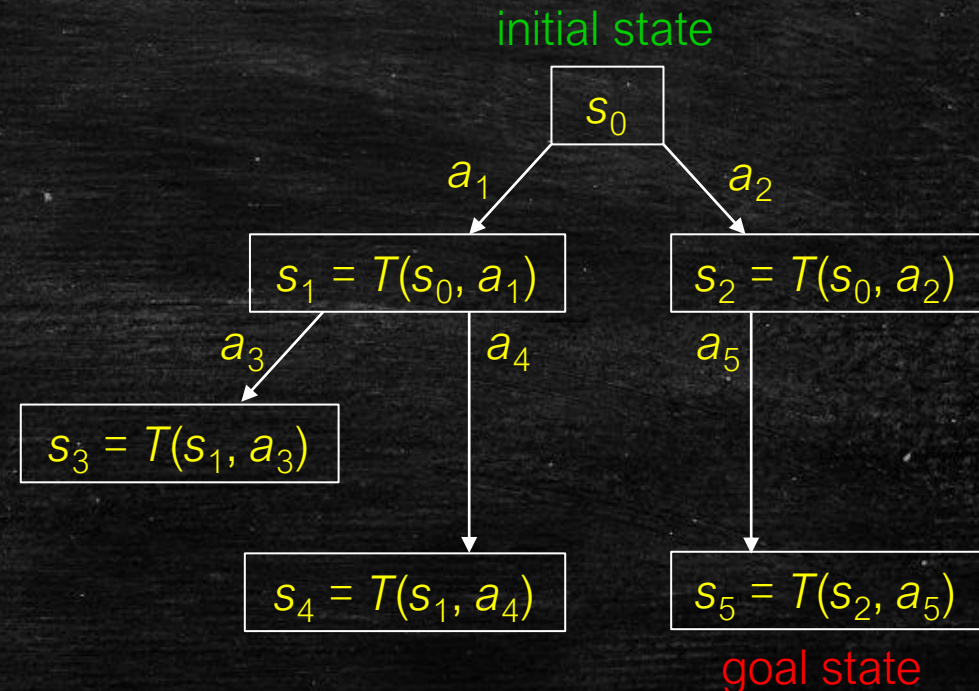 initial state
s₀
a₁ a₂
s₁ = T(s₀, a₁) s₂ = T(s₀, a₂)
a₃ a₄ a₅
s₃ = T(s₁, a₃)
s₄ = T(s₁, a₄) s₅ = T(s₂, a₅)
goal state